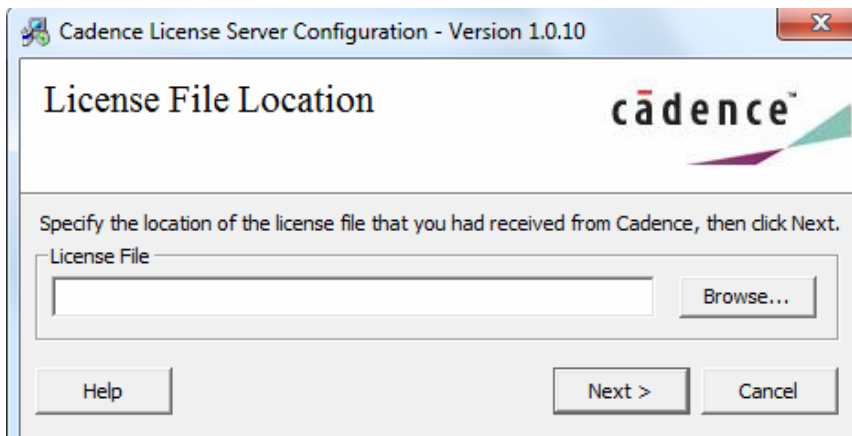 Cadence License Server Configuration - Version 1.0.10
License File Location
cādence™
Specify the location of the license file that you had received from Cadence, then click Next.
License File
Browse...
Help
Next >
Cancel